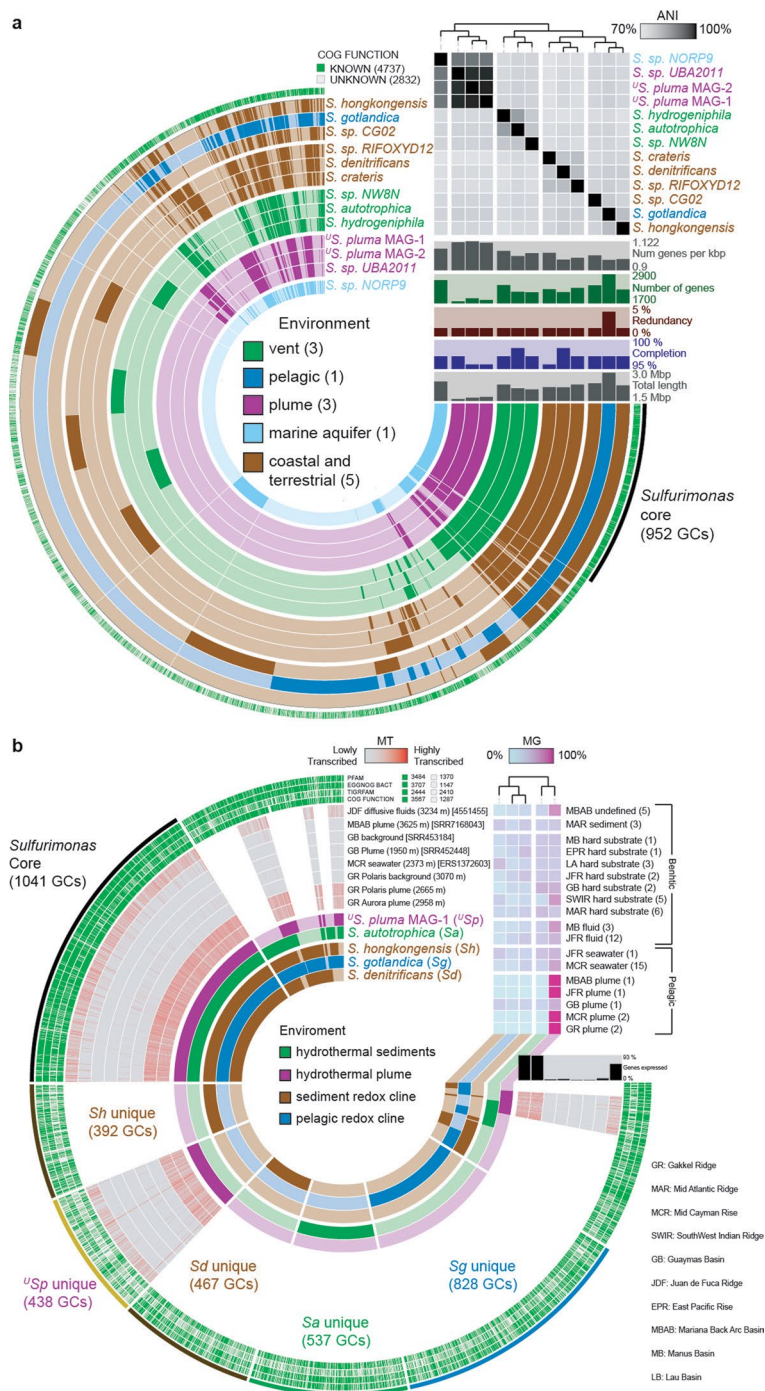 a
ANI
70% 100%
COG FUNCTION
KNOWN (4737)
UNKNOWN (2832)
S. hongkongensis
S. gotlandica
S. sp. CG02
S. sp. RIFOXYD12
S. denitrificans
S. crateris
S. sp. NW8N
S. autotrophica
S. hydrogeniphila
US. pluma MAG-1
US. pluma MAG-2
S. sp. UBA2011
S. sp. NORP9
S. sp. NORP9
S. sp. UBA2011
US. pluma MAG-2
US. pluma MAG-1
S. hydrogeniphila
S. autotrophica
S. sp. NW8N
S. crateris
S. denitrificans
S. sp. RIFOXYD12
S. sp. CG02
S. gotlandica
S. hongkongensis
1.122
Num genes per kbp
0.9
2900
Number of genes
1700
5 %
Redundancy
0 %
100 %
Completion
95 %
3.0 Mbp
Total length
1.5 Mbp
Environment
vent (3)
pelagic (1)
plume (3)
marine aquifer (1)
coastal and
terrestrial (5)
Sulfurimonas
core
(952 GCs)
b
MT
Lowly
Transcribed
Highly
Transcribed
MG
0% 100%
PFAM 3484 1370
EGGNOG BACT 3707 1147
TIGRFAM 2444 2410
COG FUNCTION 3567 1287
JDF diffusive fluids (3234 m) [4551455]
MBAB plume (3625 m) [SRR7168043]
GB background [SRR453184]
GB Plume (1950 m) [SRR452448]
MCR seawater (2373 m) [ERS1372603]
GR Polaris background (3070 m)
GR Polaris plume (2665 m)
GR Aurora plume (2958 m)
US. pluma MAG-1 (USp)
S. autotrophica (Sa)
S. hongkongensis (Sh)
S. gotlandica (Sg)
S. denitrificans (Sd)
MBAB undefined (5)
MAR sediment (3)
MB hard substrate (1)
EPR hard substrate (1)
LA hard substrate (3)
JFR hard substrate (2)
GB hard substrate (2)
SWIR hard substrate (5)
MAR hard substrate (6)
MB fluid (3)
JFR fluid (12)
JFR seawater (1)
MCR seawater (15)
MBAB plume (1)
JFR plume (1)
GB plume (1)
MCR plume (2)
GR plume (2)
Benhtic
Pelagic
93 %
Genes expressed
0 %
Sulfurimonas
Core
(1041 GCs)
Enviroment
hydrothermal sediments
hydrothermal plume
sediment redox cline
pelagic redox cline
Sh unique
(392 GCs)
USp unique
(438 GCs)
Sd unique
(467 GCs)
Sa unique
(537 GCs)
Sg unique
(828 GCs)
GR: Gakkel Ridge
MAR: Mid Atlantic Ridge
MCR: Mid Cayman Rise
SWIR: SouthWest Indian Ridge
GB: Guaymas Basin
JDF: Juan de Fuca Ridge
EPR: East Pacific Rise
MBAB: Mariana Back Arc Basin
MB: Manus Basin
LB: Lau Basin